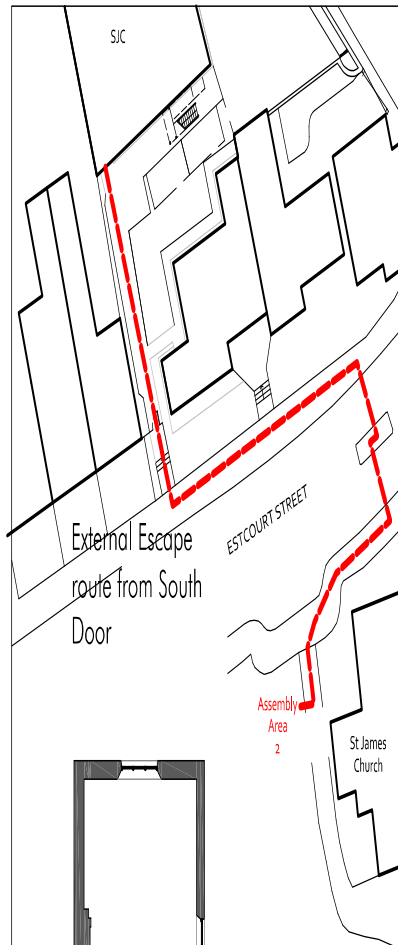 SJC
ESTCOURT STREET
External Escape
route from South
Door
Assembly
Area
2
St James
Church